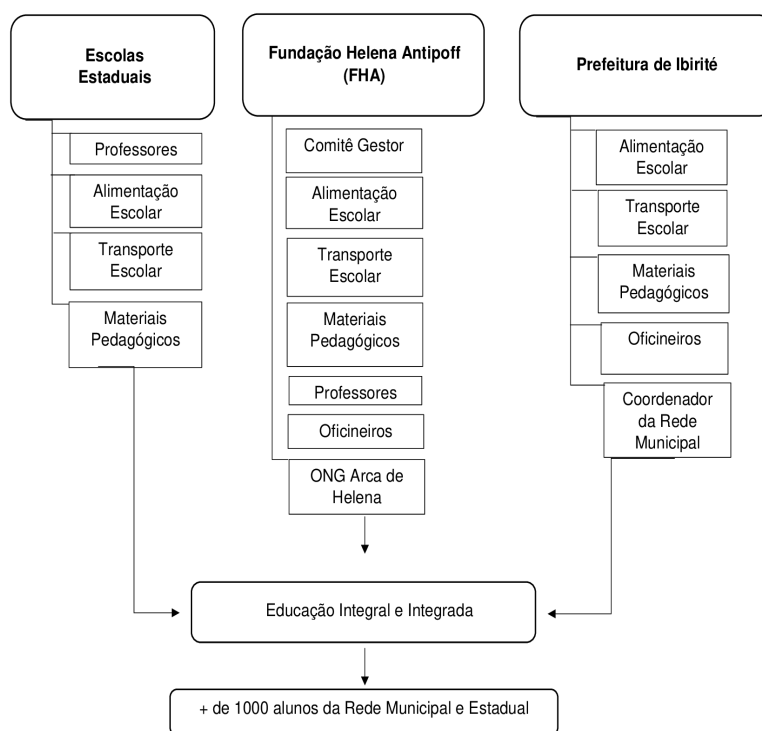 Escolas
Estaduais
Professores
Alimentação
Escolar
Transporte
Escolar
Materiais
Pedagógicos
Fundação Helena Antipoff
(FHA)
Comitê Gestor
Alimentação
Escolar
Transporte
Escolar
Materiais
Pedagógicos
Professores
Oficineiros
ONG Arca de
Helena
Prefeitura de Ibirité
Alimentação
Escolar
Transporte
Escolar
Materiais
Pedagógicos
Oficineiros
Coordenador
da Rede
Municipal
Educação Integral e Integrada
+ de 1000 alunos da Rede Municipal e Estadual